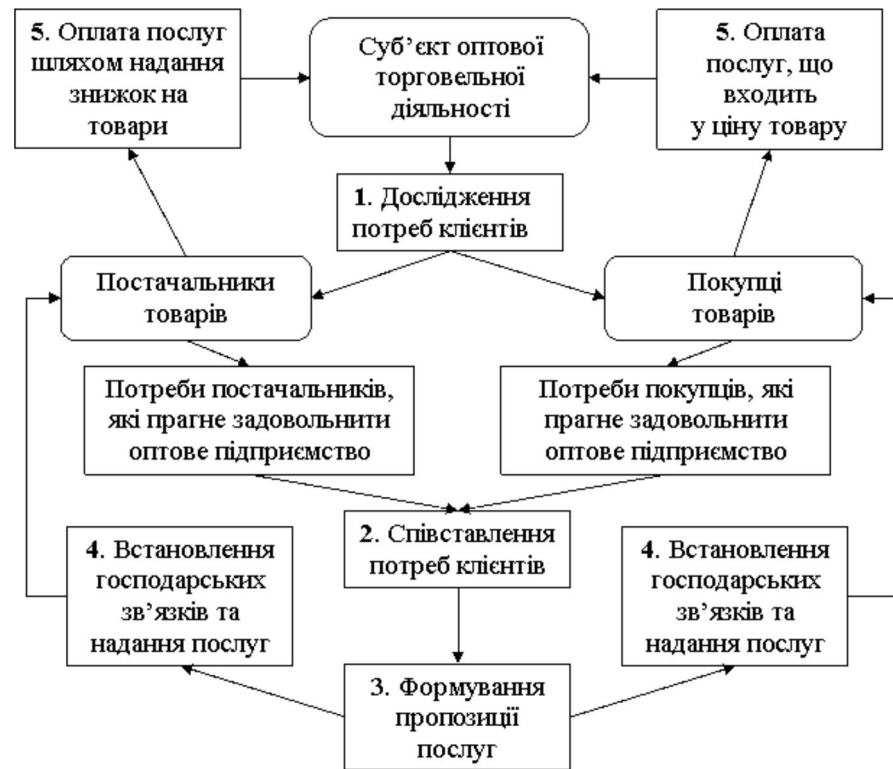 5. Оплата послуг
шляхом надання
знижок на
товари
Суб’єкт оптової
торговельної
діяльності
5. Оплата
послуг, що
входить
у ціну товару
1. Дослідження
потреб клієнтів
Постачальники
товарів
Покупці
товарів
Потреби постачальників,
які прагне задовольнити
оптове підприємство
Потреби покупців, які
прагне задовольнити
оптове підприємство
2. Співставлення
потреб клієнтів
4. Встановлення
господарських
зв’язків та
надання послуг
4. Встановлення
господарських
зв’язків та
надання послуг
3. Формування
пропозиції
послуг